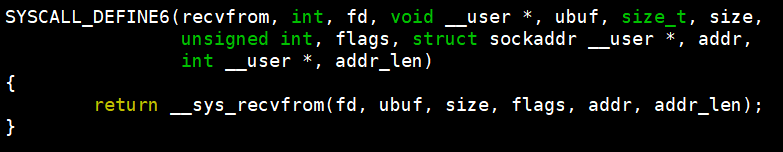 SYSCALL_DEFINE6(recvfrom, int, fd, void __user *, ubuf, size_t, size,
                unsigned int, flags, struct sockaddr __user *, addr,
                int __user *, addr_len)
{
        return __sys_recvfrom(fd, ubuf, size, flags, addr, addr_len);
}